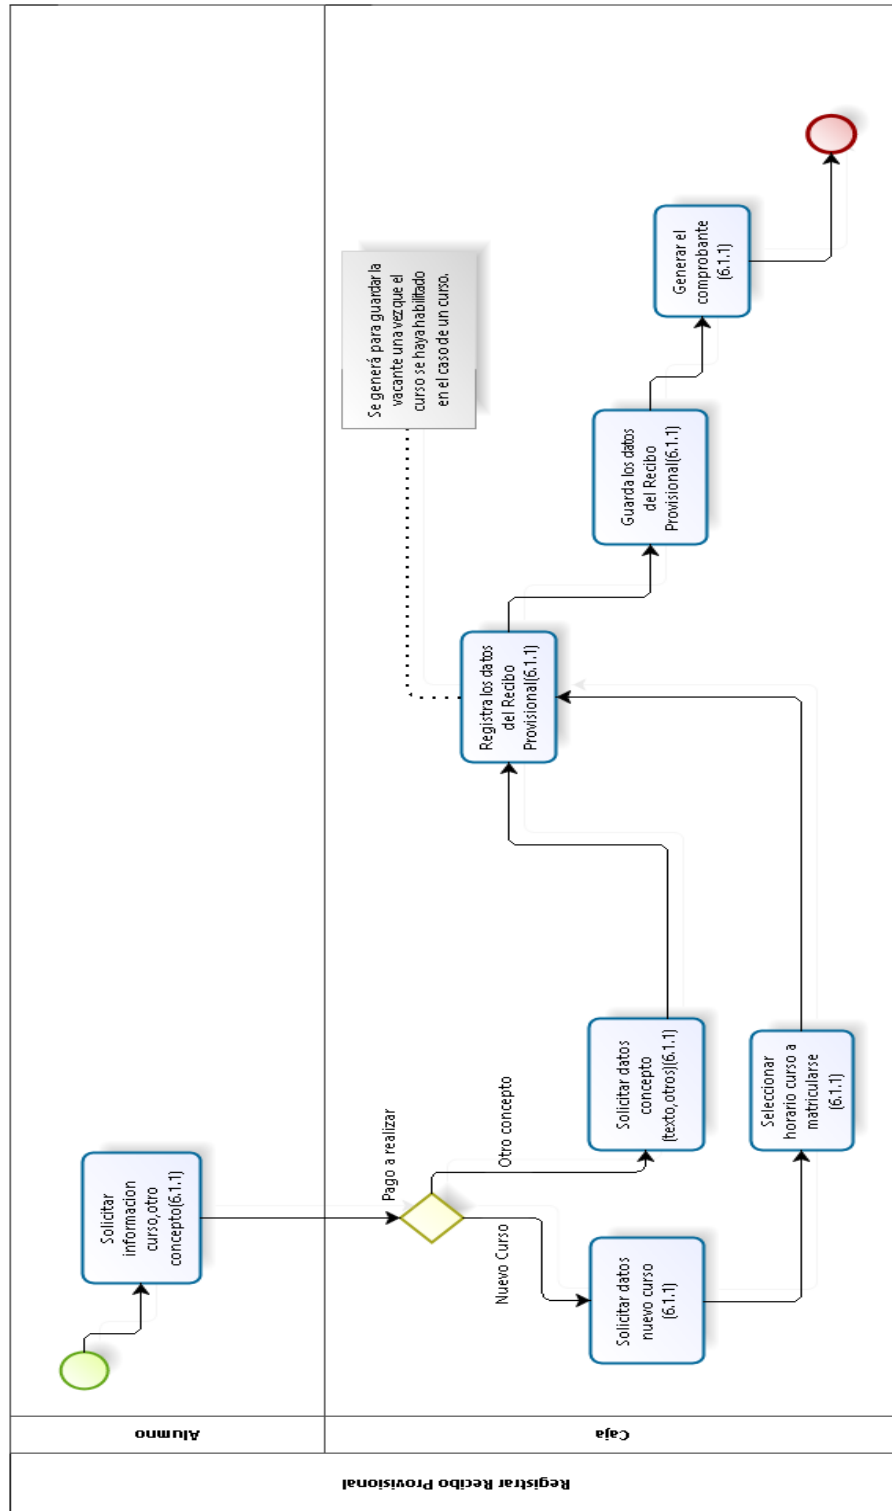 Registrar Recibo Provisional
Alumno
Solicitar
informacion
curso,otro
concepto(6.1.1)
Caja
Pago a realizar
Nuevo Curso
Otro concepto
Solicitar datos
nuevo curso
(6.1.1)
Solicitar datos
concepto
(texto,otros)(6.1.1)
Seleccionar
horario curso a
matricularse
(6.1.1)
Registra los datos
del Recibo
Provisional(6.1.1)
Se generá para guardar la
vacante una vez que el
curso se haya habilitado
en el caso de un curso.
Guarda los datos
del Recibo
Provisional(6.1.1)
Generar el
comprobante
(6.1.1)